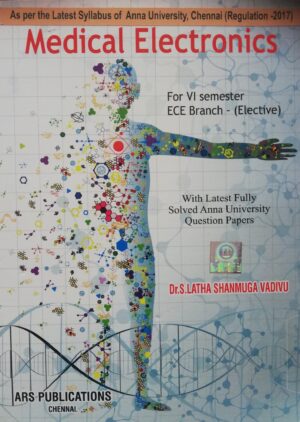 As per the Latest Syllabus of Anna University, Chennai (Regulation -2017)
Medical Electronics
For VI semester
ECE Branch - (Elective)
With Latest Fully
Solved Anna University
Question Papers
Dr.S.LATHA SHANMUGA VADIVU
ARS PUBLICATIONS
CHENNAI